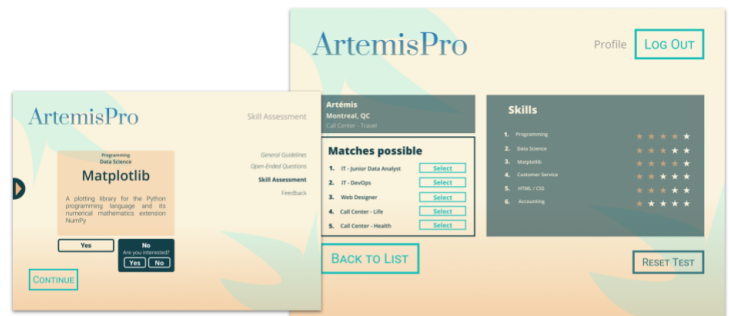 ArtemisPro
Skill Assessment
General Guidelines
Open-Ended Questions
Skill Assessment
Feedback
Programming
Data Science
Matplotlib
A plotting library for the Python
programming language and its
numerical mathematics extension
NumPy
Yes
No
Are you interested?
Yes No
CONTINUE
ArtemisPro
Profile
LOG OUT
Artémis
Montreal, QC
Call Center - Travel
Matches possible
1. IT - Junior Data Analyst Select
2. IT - DevOps Select
3. Web Designer Select
4. Call Center - Life Select
5. Call Center - Health Select
Skills
1. Programming
2. Data Science
3. Matplotlib
4. Customer Service
5. HTML / CSS
6. Accounting
BACK TO LIST
RESET TEST